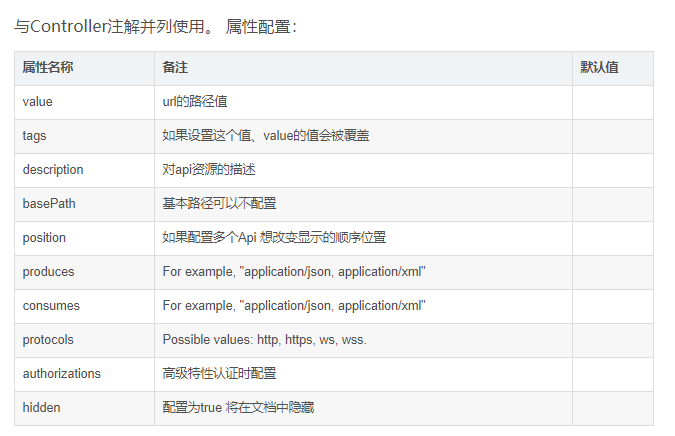 与Controller注解并列使用。 属性配置：
属性名称 备注 默认值
value url的路径值
tags 如果设置这个值、value的值会被覆盖
description 对api资源的描述
basePath 基本路径可以不配置
position 如果配置多个Api 想改变显示的顺序位置
produces For example, "application/json, application/xml"
consumes For example, "application/json, application/xml"
protocols Possible values: http, https, ws, wss.
authorizations 高级特性认证时配置
hidden 配置为true 将在文档中隐藏